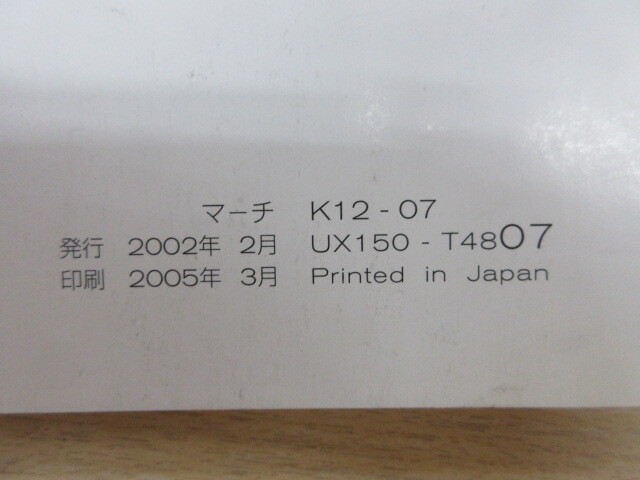 マーチ K12-07
発行 2002年 2月 UX150-T4807
印刷 2005年 3月 Printed in Japan